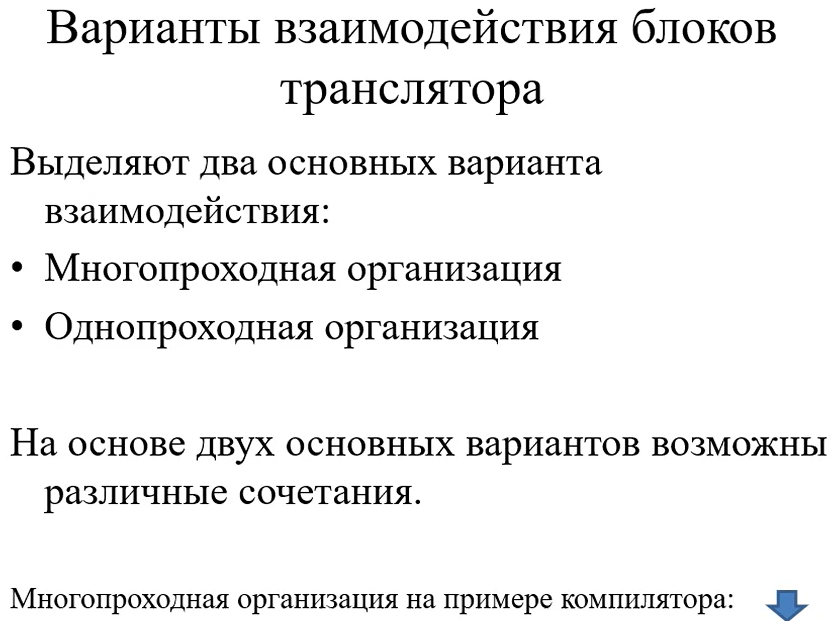 Варианты взаимодействия блоков
транслятора
Выделяют два основных варианта
взаимодействия:
• Многопроходная организация
• Однопроходная организация
На основе двух основных вариантов возможны
различные сочетания.
Многопроходная организация на примере компилятора: